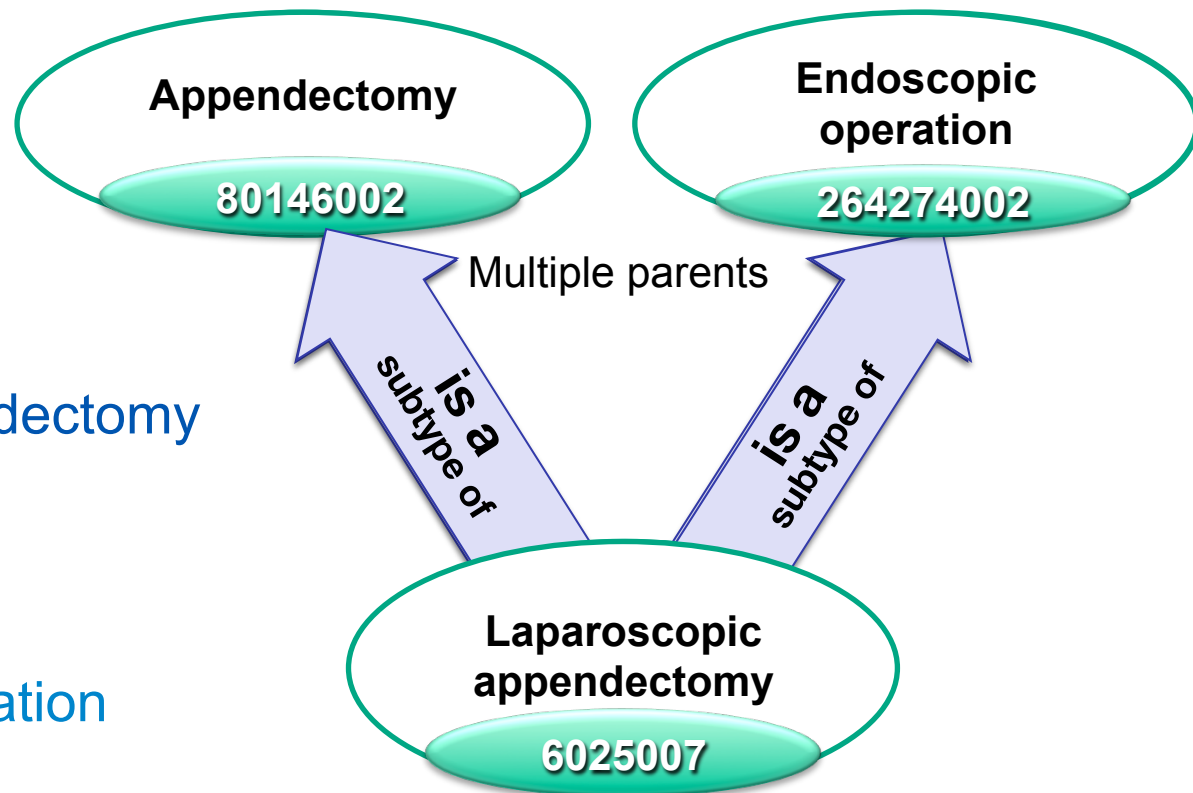 Appendectomy
80146002
Endoscopic
operation
264274002
Multiple parents
is a
subtype of
is a
subtype of
dectomy
Laparoscopic
appendectomy
6025007
ation